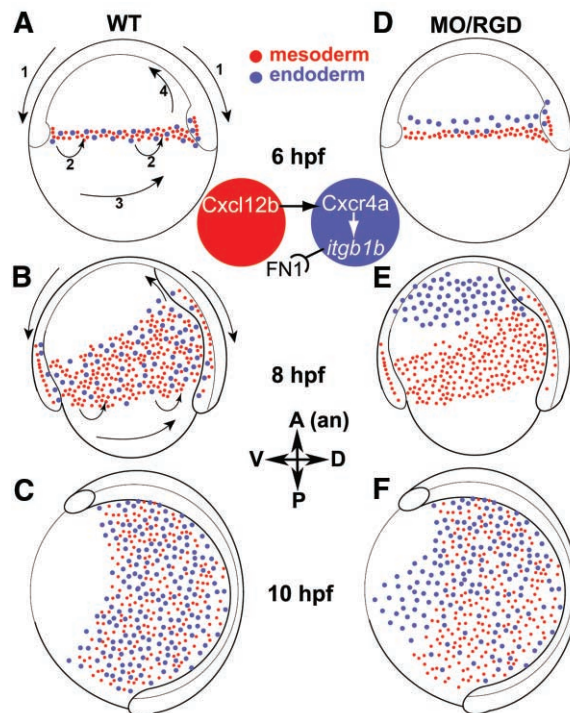 A WT D MO/RGD
mesoderm
endoderm
1 1
4
2 2
6 hpf
3
Cxcl12b Cxcr4a
itgb1b
FN1
B E
8 hpf
A (an)
V D
P
C F
10 hpf